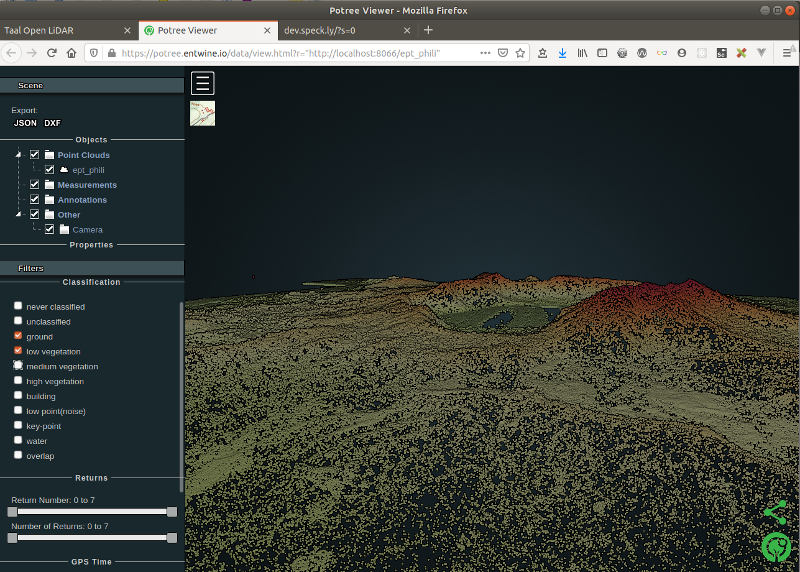 Potree Viewer - Mozilla Firefox
Taal Open LiDAR
Potree Viewer
dev.speck.ly/?s=0
https://potree.entwine.io/data/view.html?r="http://localhost:8066/ept_phili"
Scene
Export:
JSON DXF
Objects
Point Clouds
ept_phili
Measurements
Annotations
Other
Camera
Properties
Filters
Classification
never classified
unclassified
ground
low vegetation
medium vegetation
high vegetation
building
low point(noise)
key-point
water
overlap
Returns
Return Number: 0 to 7
Number of Returns: 0 to 7
GPS Time